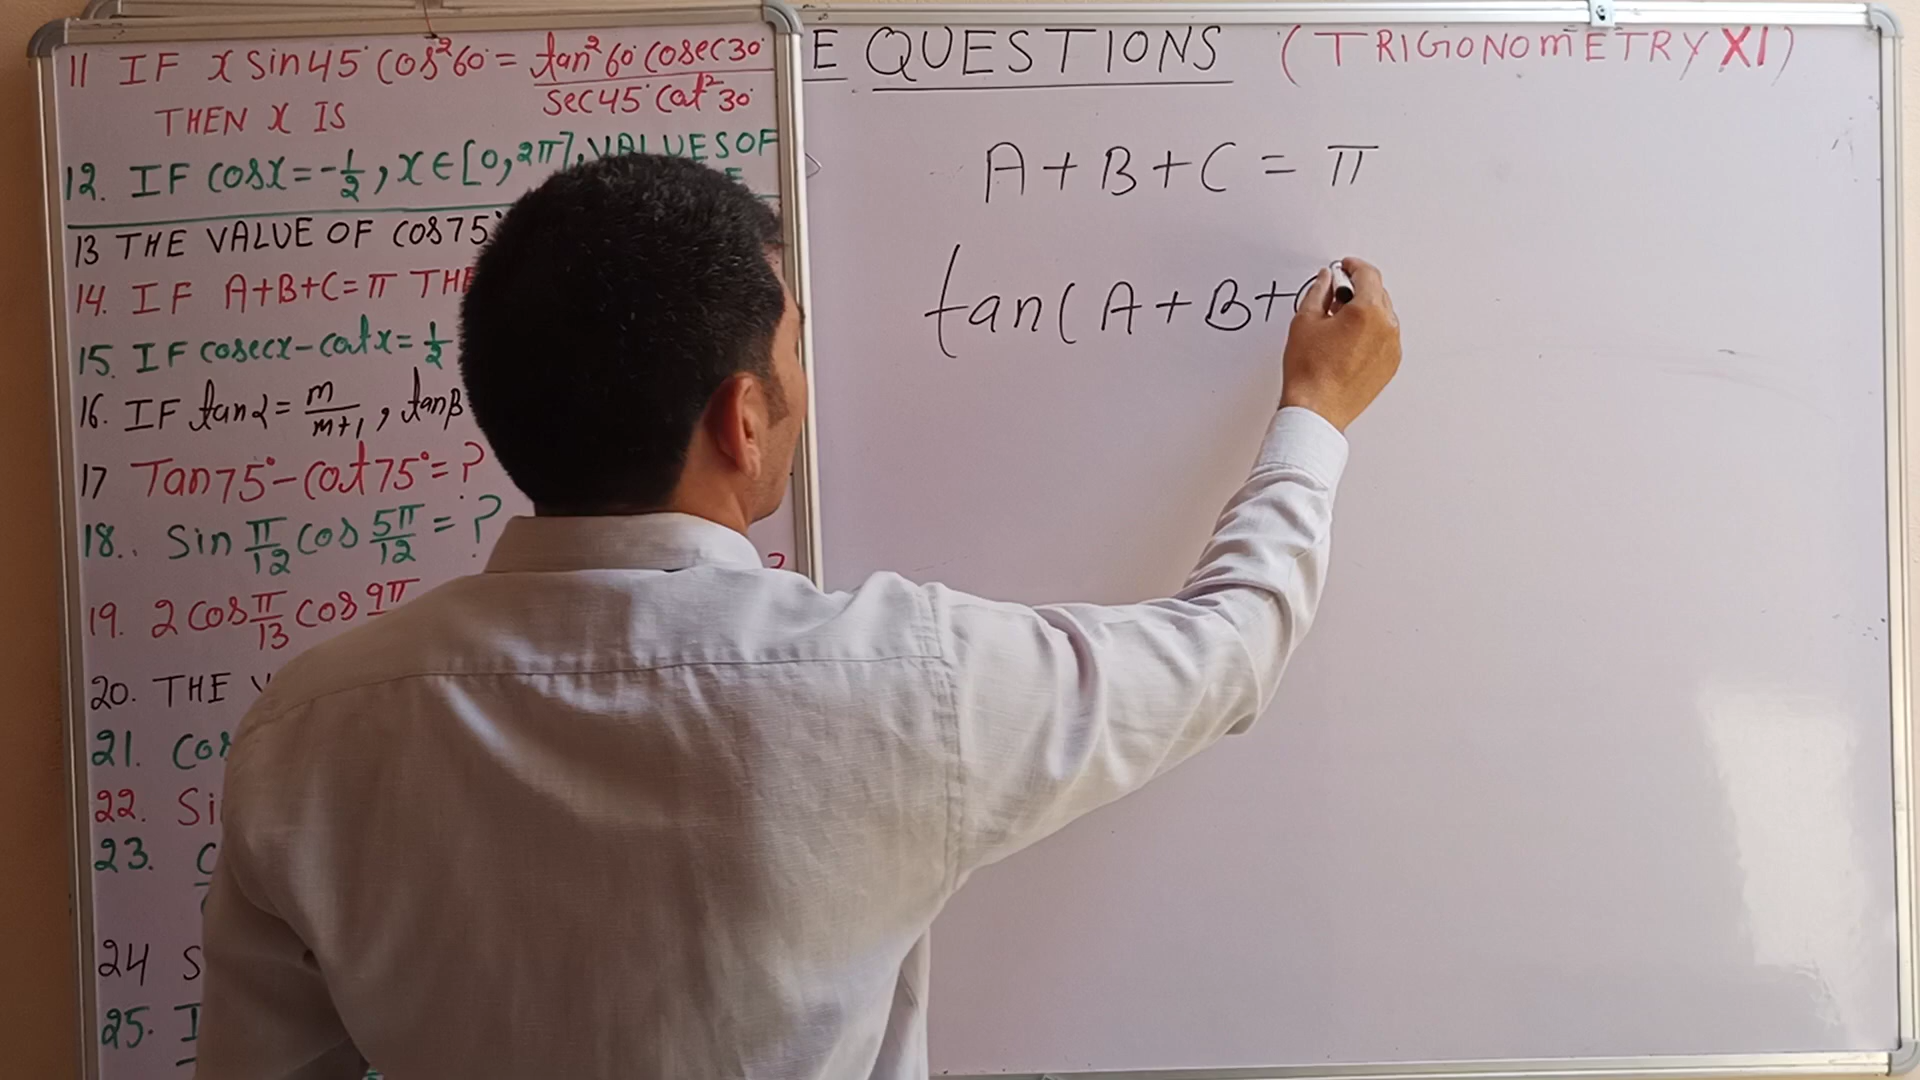 11 IF x sin45° cos²60° = tan²60° cosec30°
sec45° cot²30°
THEN x IS
12. IF cosx = -1/2, x ∈ [0, 2π], VALUES OF
13 THE VALUE OF cos75°
14. IF A+B+C=π
15. IF cosecx - cotx = 1/2
16. IF tanα = m/m+1, tanβ
17 Tan75° - cot75° = ?
18. Sin π/12 cos 5π/12 = ?
19. 2 cos π/13 cos 9π
20. THE
21. Cos
22. Si
23. C
24 S
25. I
E QUESTIONS (TRIGONOMETRY XI)
A+B+C = π
tan(A+B+